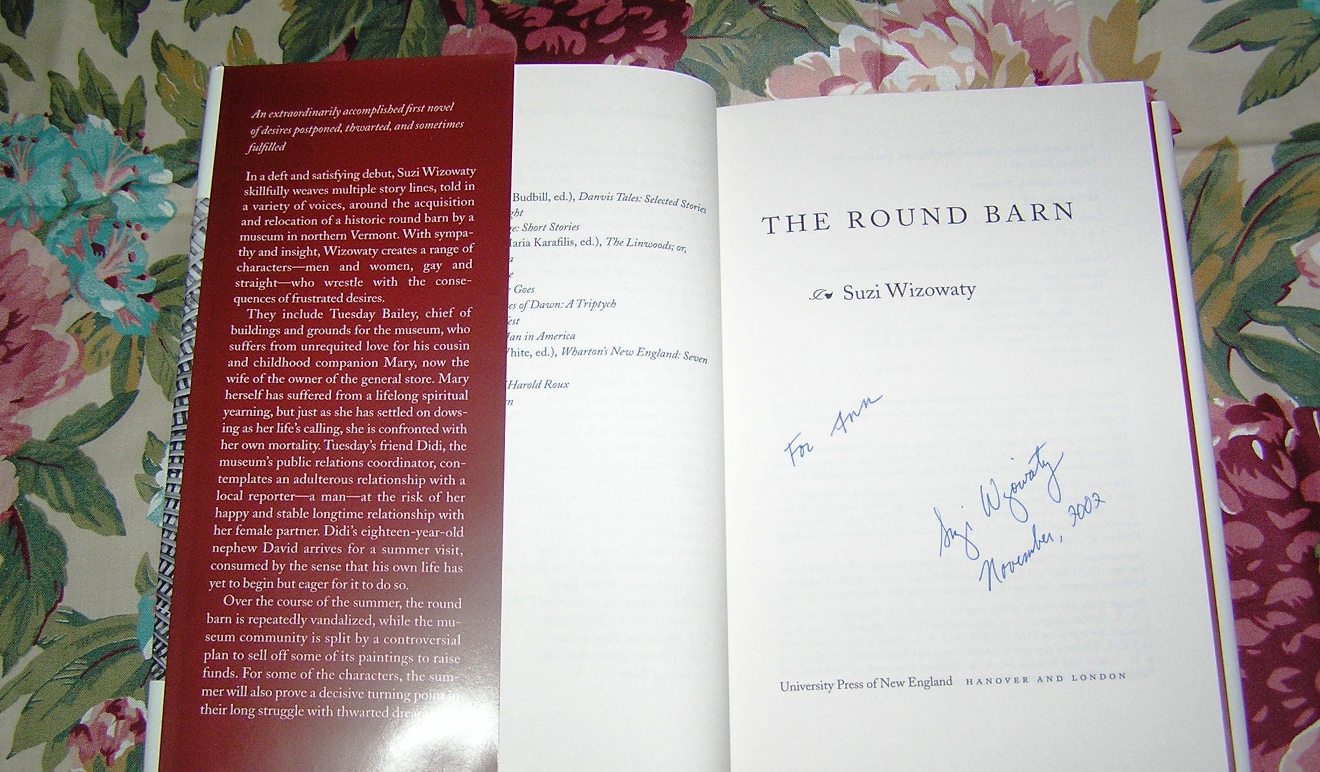 An extraordinarily accomplished first novel
of desires postponed, thwarted, and sometimes
fulfilled
In a deft and satisfying debut, Suzi Wizowaty
skillfully weaves multiple story lines, told in
a variety of voices, around the acquisition
and relocation of a historic round barn by a
museum in northern Vermont. With sympa-
thy and insight, Wizowaty creates a range of
characters—men and women, gay and
straight—who wrestle with the conse-
quences of frustrated desires.
They include Tuesday Bailey, chief of
buildings and grounds for the museum, who
suffers from unrequited love for his cousin
and childhood companion Mary, now the
wife of the owner of the general store. Mary
herself has suffered from a lifelong spiritual
yearning, but just as she has settled on dows-
ing as her life's calling, she is confronted with
her own mortality. Tuesday's friend Didi, the
museum's public relations coordinator, con-
templates an adulterous relationship with a
local reporter—a man—at the risk of her
happy and stable longtime relationship with
her female partner. Didi's eighteen-year-old
nephew David arrives for a summer visit,
consumed by the sense that his own life has
yet to begin but eager for it to do so.
Over the course of the summer, the round
barn is repeatedly vandalized, while the mu-
seum community is split by a controversial
plan to sell off some of its paintings to raise
funds. For some of the characters, the sum-
mer will also prove a decisive turning point
their long struggle with thwarted
Budbill, ed.), Danvis Tales: Selected Stories
Short Stories
Karafilis, ed.), The Linwoods; or,
Goes
of Dawn: A Triptych
in America
ed.), Wharton's New England: Seven
Harold Roux
THE ROUND BARN
Suzi Wizowaty
For Ann
Suzi Wizowaty
November, 2002
University Press of New England HANOVER AND LONDON